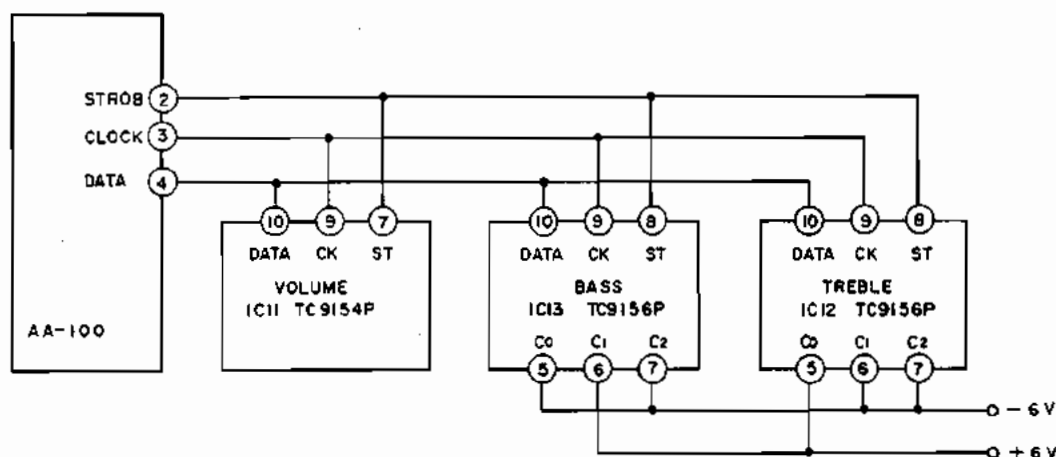 STROB 2
CLOCK 3
DATA 4
AA-100
10 9 7
DATA CK ST
VOLUME
IC11 TC9154P
10 9 8
DATA CK ST
BASS
IC13 TC9156P
C0 C1 C2
5 6 7
10 9 8
DATA CK ST
TREBLE
IC12 TC9156P
C0 C1 C2
5 6 7
- 6 V
+ 6 V